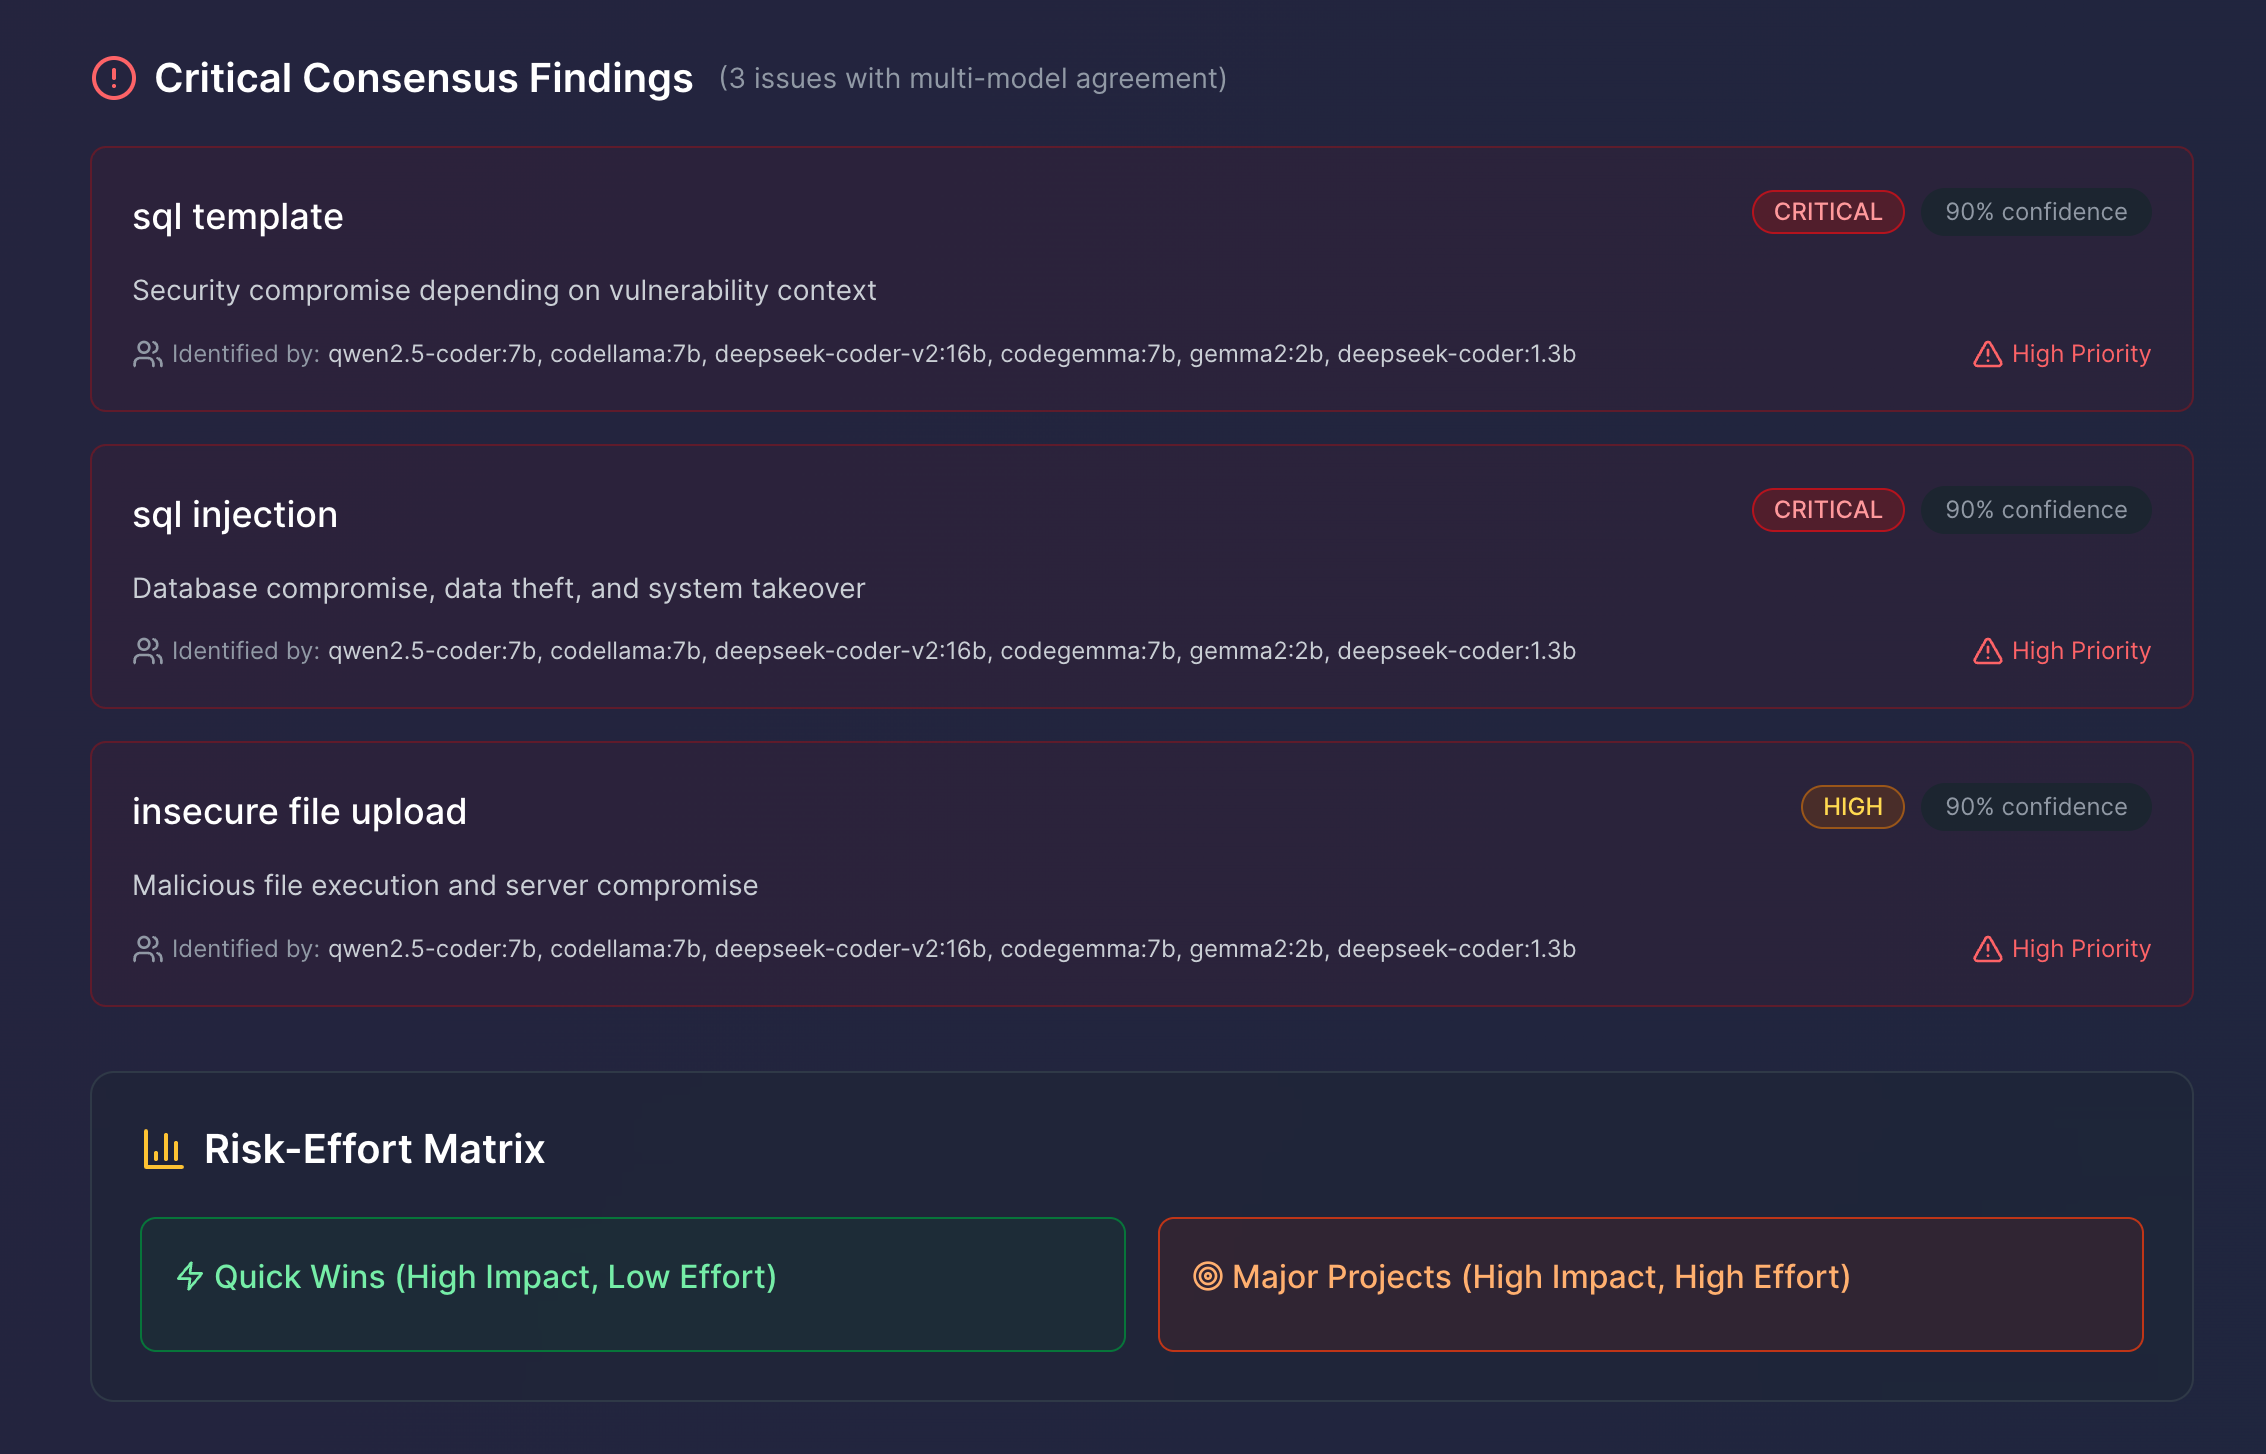 Critical Consensus Findings (3 issues with multi-model agreement)
sql template CRITICAL 90% confidence
Security compromise depending on vulnerability context
Identified by: qwen2.5-coder:7b, codellama:7b, deepseek-coder-v2:16b, codegemma:7b, gemma2:2b, deepseek-coder:1.3b High Priority
sql injection CRITICAL 90% confidence
Database compromise, data theft, and system takeover
Identified by: qwen2.5-coder:7b, codellama:7b, deepseek-coder-v2:16b, codegemma:7b, gemma2:2b, deepseek-coder:1.3b High Priority
insecure file upload HIGH 90% confidence
Malicious file execution and server compromise
Identified by: qwen2.5-coder:7b, codellama:7b, deepseek-coder-v2:16b, codegemma:7b, gemma2:2b, deepseek-coder:1.3b High Priority
Risk-Effort Matrix
Quick Wins (High Impact, Low Effort)
Major Projects (High Impact, High Effort)